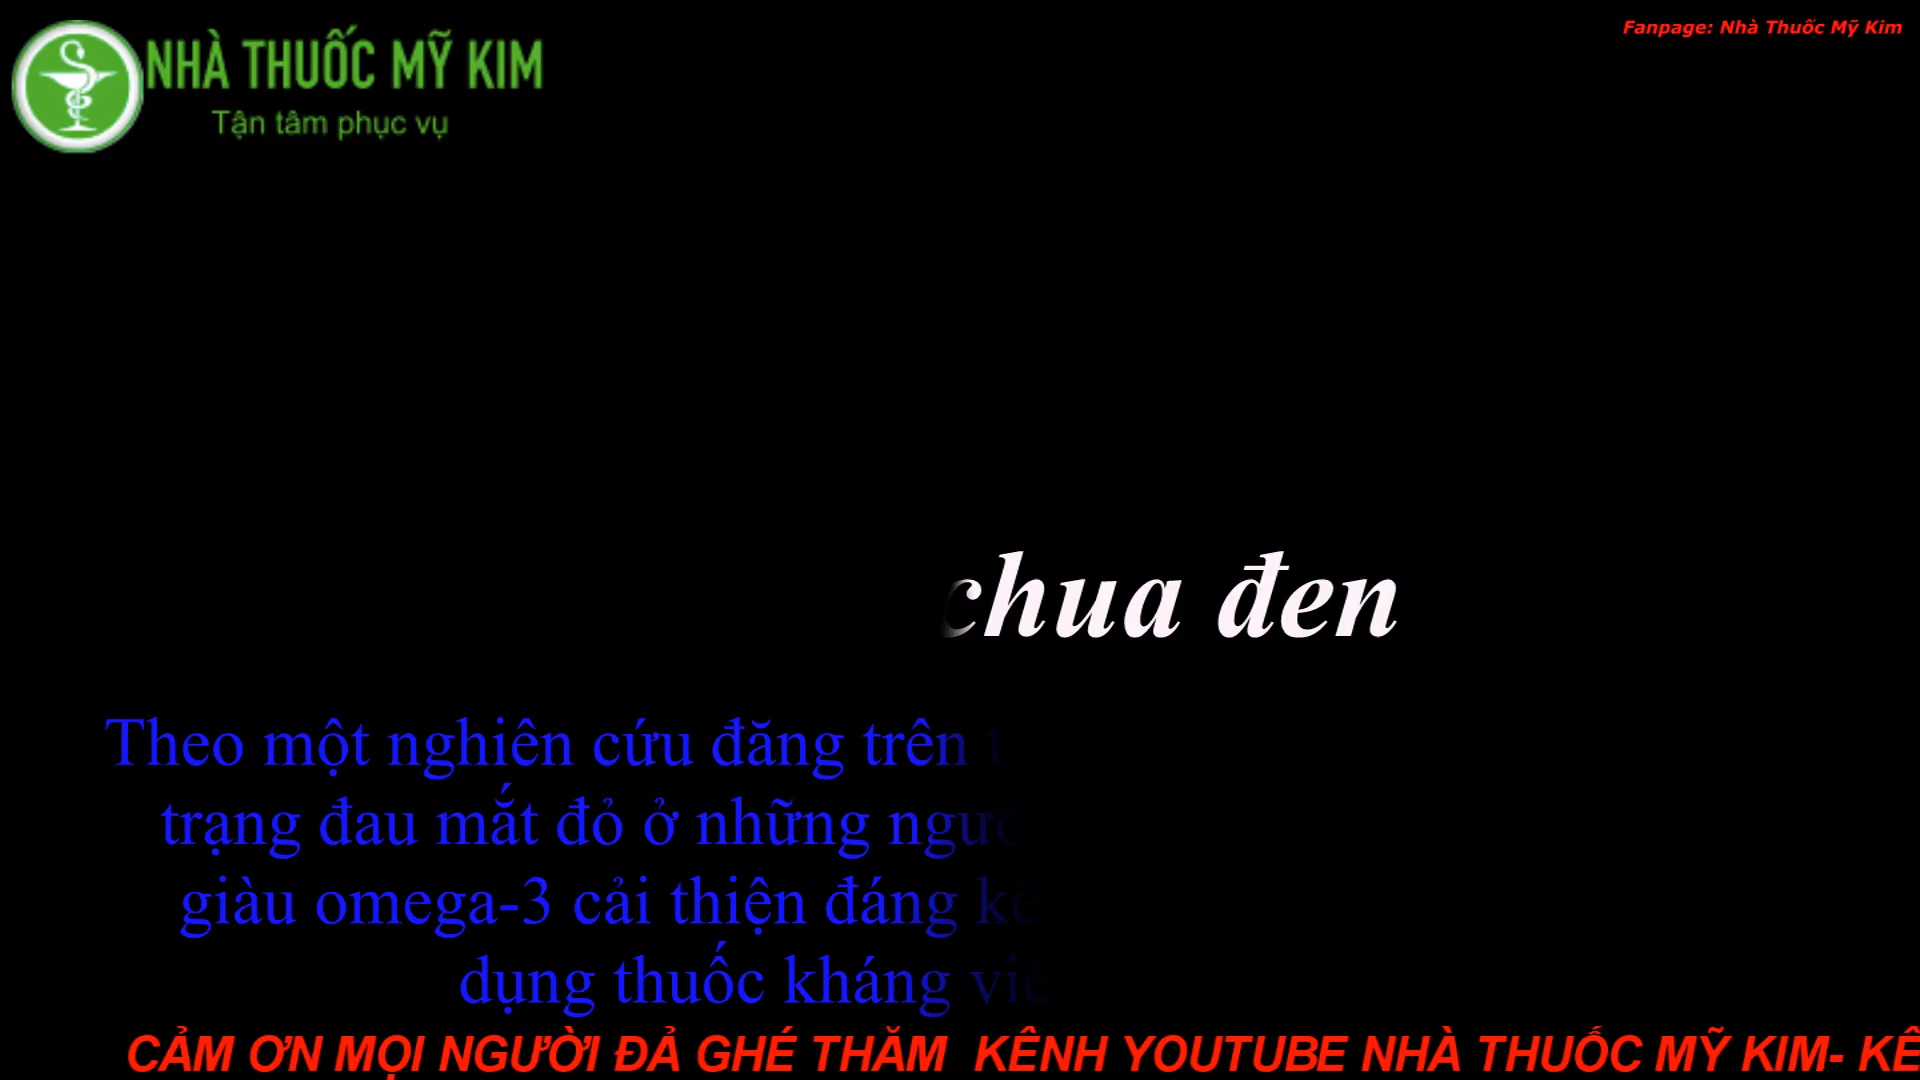 NHÀ THUỐC MỸ KIM
Tận tâm phục vụ
Fanpage: Nhà Thuốc Mỹ Kim
chua đen
Theo một nghiên cứu đăng trên
trạng đau mắt đỏ ở những
giàu omega-3 cải thiện đáng
dụng thuốc kháng
CẢM ƠN MỌI NGƯỜI ĐẢ GHÉ THĂM KÊNH YOUTUBE NHÀ THUỐC MỸ KIM- KÊ